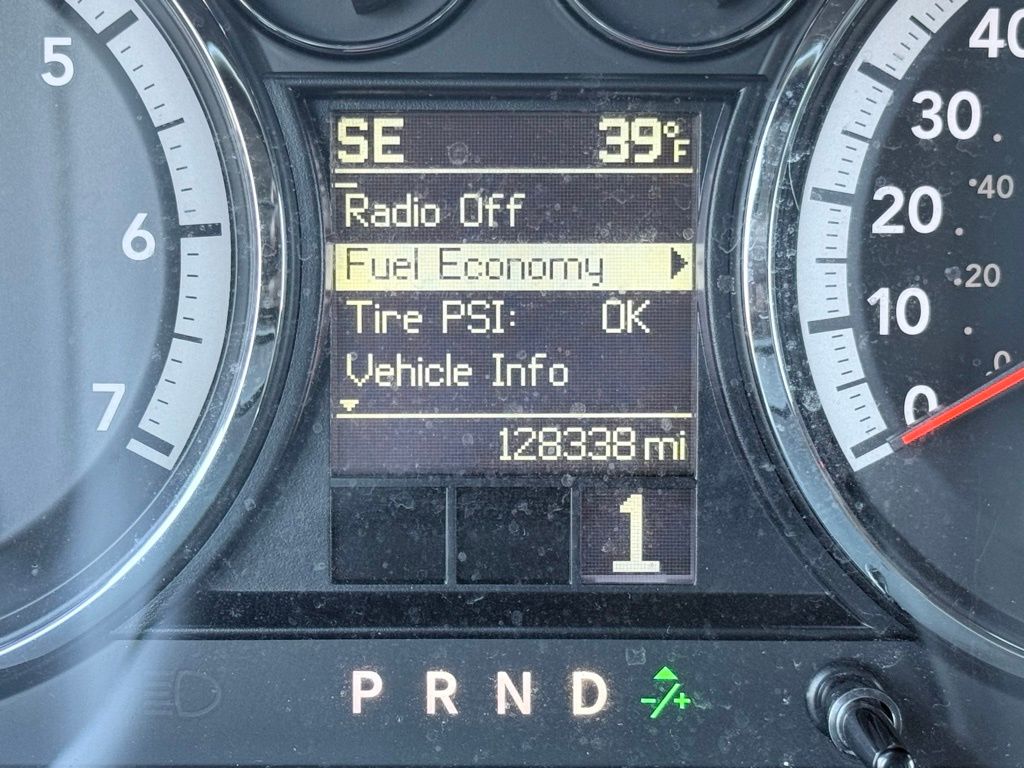 SE 39°F
Radio Off
Fuel Economy
Tire PSI: OK
Vehicle Info
128338 mi
1
P R N D -/+
5
6
7
40
30
20
10
0
40
20
0